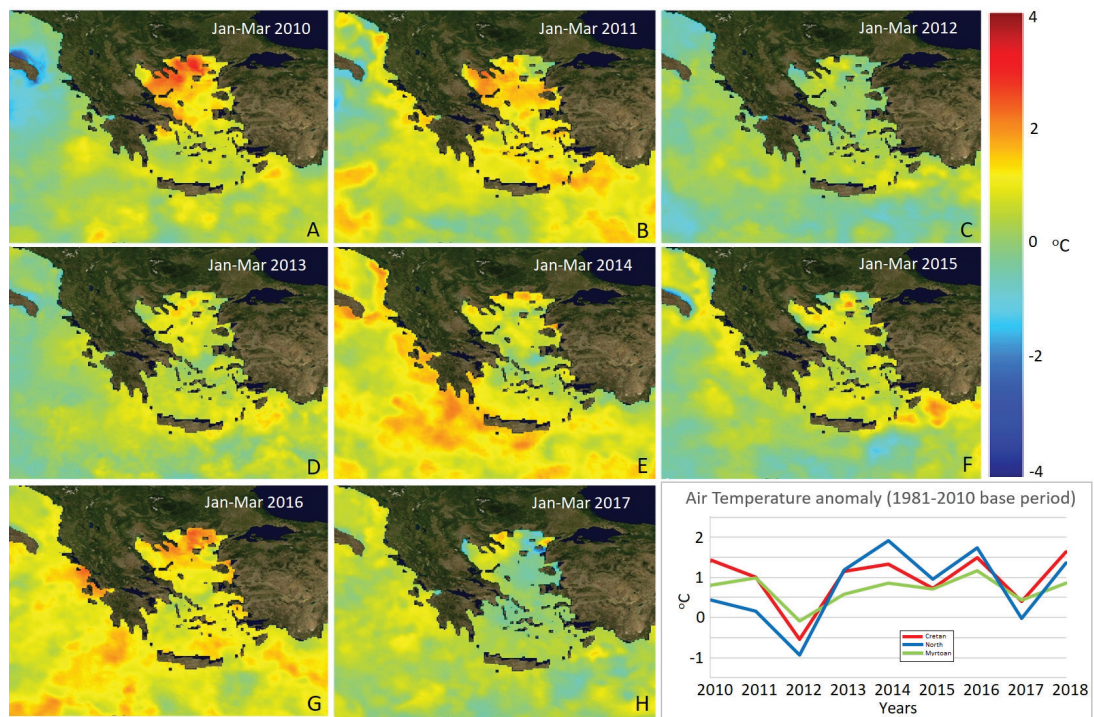 Jan-Mar 2010
A
Jan-Mar 2011
B
Jan-Mar 2012
C
4
2
0
oC
-2
-4
Jan-Mar 2013
D
Jan-Mar 2014
E
Jan-Mar 2015
F
Jan-Mar 2016
G
Jan-Mar 2017
H
Air Temperature anomaly (1981-2010 base period)
2
1
0
-1
oC
Cretan
North
Myrtoan
2010 2011 2012 2013 2014 2015 2016 2017 2018
Years